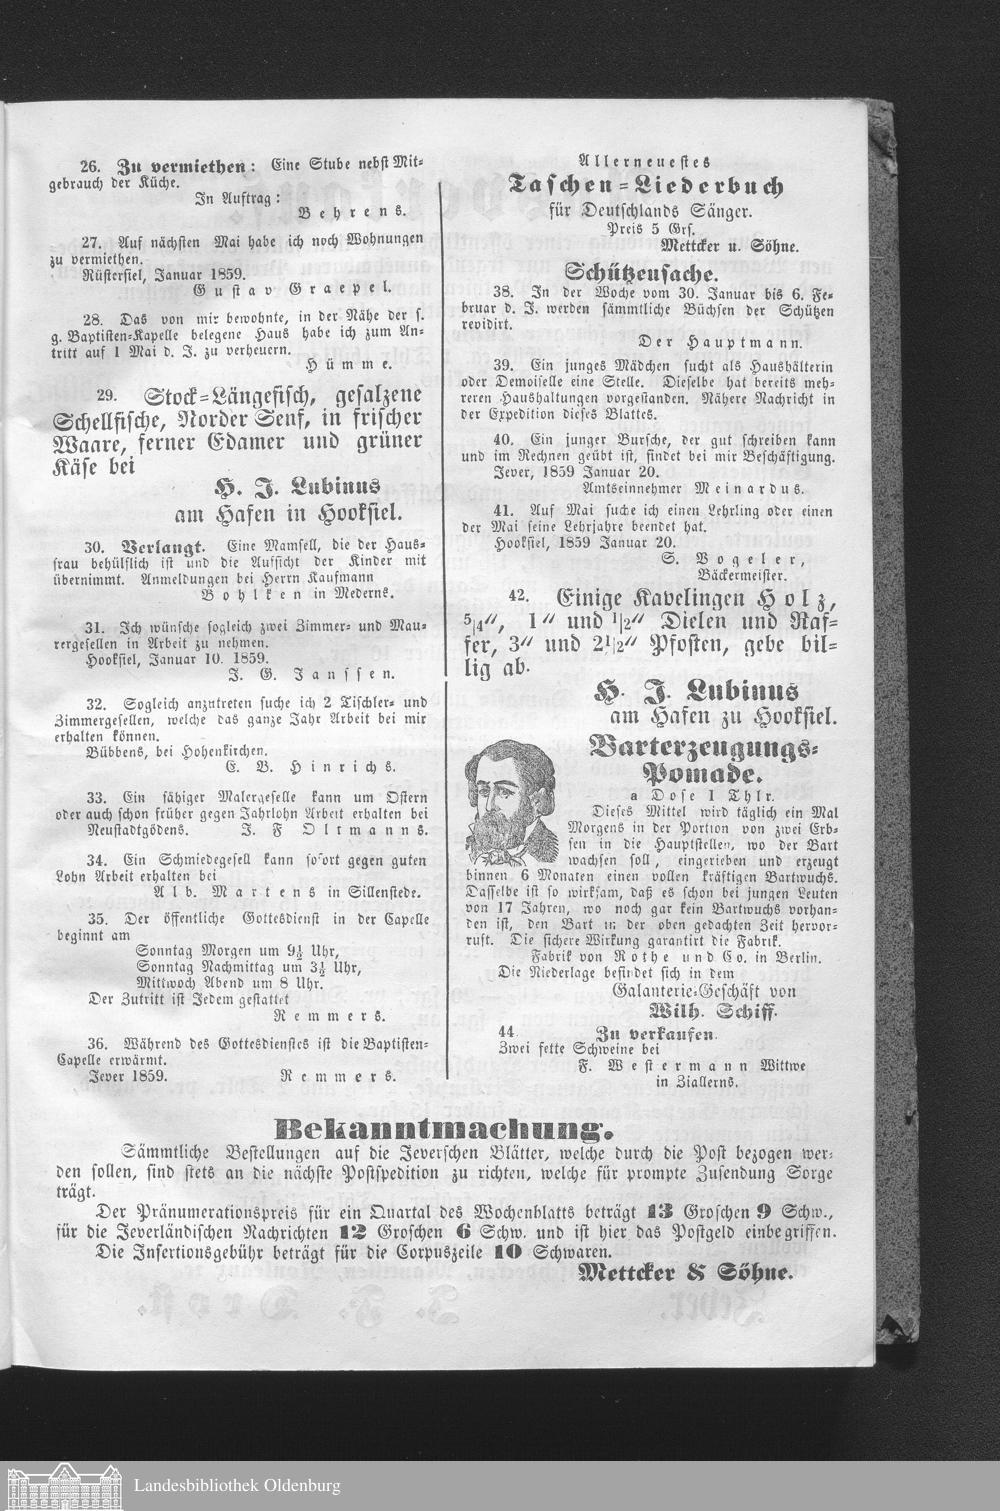 26. Zu vermiethen: Eine Stube nebst Mit-
gebrauch der Küche.
In Auftrag:
Behrens.
27. Auf nächsten Mai habe ich noch Wohnungen
zu vermiethen.
Rüstersiel, Januar 1859.
Gustav Graepel.
28. Das von mir bewohnte, in der Nähe der s.
g. Baptisten-Kapelle belegene Haus habe ich zum An-
tritt auf 1 Mai d. J. zu verheuern.
Hümme.
29. Stock-Längefisch, gesalzene
Schellfische, Norder Senf, in frischer
Waare, ferner Edamer und grüner
Käse bei
H. J. Lubinus
am Hafen in Hooksiel.
30. Verlangt. Eine Mamsell, die der Haus-
frau behülflich ist und die Aufsicht der Kinder mit
übernimmt. Anmeldungen bei Herrn Kaufmann
Bohlken in Mederns.
31. Ich wünsche sogleich zwei Zimmer- und Mau-
rergesellen in Arbeit zu nehmen.
Hooksiel, Januar 10. 1859.
J. G. Janssen.
32. Sogleich anzutreten suche ich 2 Tischler- und
Zimmergesellen, welche das ganze Jahr Arbeit bei mir
erhalten können.
Bübbens, bei Hohenkirchen.
E. B. Hinrichs.
33. Ein fähiger Malergeselle kann um Ostern
oder auch schon früher gegen Jahrlohn Arbeit erhalten bei
Neustadtgödens. J. F Oltmanns.
34. Ein Schmiedegesell kann sofort gegen guten
Lohn Arbeit erhalten bei
Alb. Martens in Sillenstede.
35. Der öffentliche Gottesdienst in der Capelle
beginnt am
Sonntag Morgen um 9½ Uhr,
Sonntag Nachmittag um 3½ Uhr,
Mittwoch Abend um 8 Uhr.
Der Zutritt ist Jedem gestattet
Remmers.
36. Während des Gottesdienstes ist die Baptisten-
Capelle erwärmt.
Jever 1859. Remmers.
Allerneuestes
Taschen-Liederbuch
für Deutschlands Sänger.
Preis 5 Grs.
Mettcker u. Söhne.
Schützensache.
38. In der Woche vom 30. Januar bis 6. Fe-
bruar d. J. werden sämmtliche Büchsen der Schützen
revidirt.
Der Hauptmann.
39. Ein junges Mädchen sucht als Haushälterin
oder Demoiselle eine Stelle. Dieselbe hat bereits meh-
reren Haushaltungen vorgestanden. Nähere Nachricht in
der Expedition dieses Blattes.
40. Ein junger Bursche, der gut schreiben kann
und im Rechnen geübt ist, findet bei mir Beschäftigung.
Jever, 1859 Januar 20.
Amtseinnehmer Meinardus.
41. Auf Mai suche ich einen Lehrling oder einen
der Mai seine Lehrjahre beendet hat.
Hooksiel, 1859 Januar 20.
S. Vogeler,
Bäckermeister.
42. Einige Kavelingen Holz,
5/4", 1" und 1/2" Dielen und Raf-
fer, 3" und 2 1/2" Pfosten, gebe bil-
lig ab.
H. J. Lubinus
am Hafen zu Hooksiel.
Barterzeugungs-
Pomade.
a Dose 1 Thlr.
Dieses Mittel wird täglich ein Mal
Morgens in der Portion von zwei Erb-
sen in die Hauptstellen, wo der Bart
wachsen soll, eingerieben und erzeugt
binnen 6 Monaten einen vollen kräftigen Bartwuchs.
Dasselbe ist so wirksam, daß es schon bei jungen Leuten
von 17 Jahren, wo noch gar kein Bartwuchs vorhan-
den ist, den Bart in der oben gedachten Zeit hervor-
ruft. Die sichere Wirkung garantirt die Fabrik.
Fabrik von Rothe und Co. in Berlin.
Die Niederlage befindet sich in dem
Galanterie-Geschäft von
Wilh. Schiff.
44. Zu verkaufen.
Zwei fette Schweine bei
F. Westermann Wittwe
in Ziallerns.
Bekanntmachung.
Sämmtliche Bestellungen auf die Jeverschen Blätter, welche durch die Post bezogen wer-
den sollen, sind stets an die nächste Postspedition zu richten, welche für prompte Zusendung Sorge
trägt.
Der Pränumerationspreis für ein Quartal des Wochenblatts beträgt 13 Groschen 9 Schw.,
für die Jeverländischen Nachrichten 12 Groschen 6 Schw. und ist hier das Postgeld einbegriffen.
Die Insertionsgebühr beträgt für die Corpuszeile 10 Schwaren.
Mettcker & Söhne.
Landesbibliothek Oldenburg